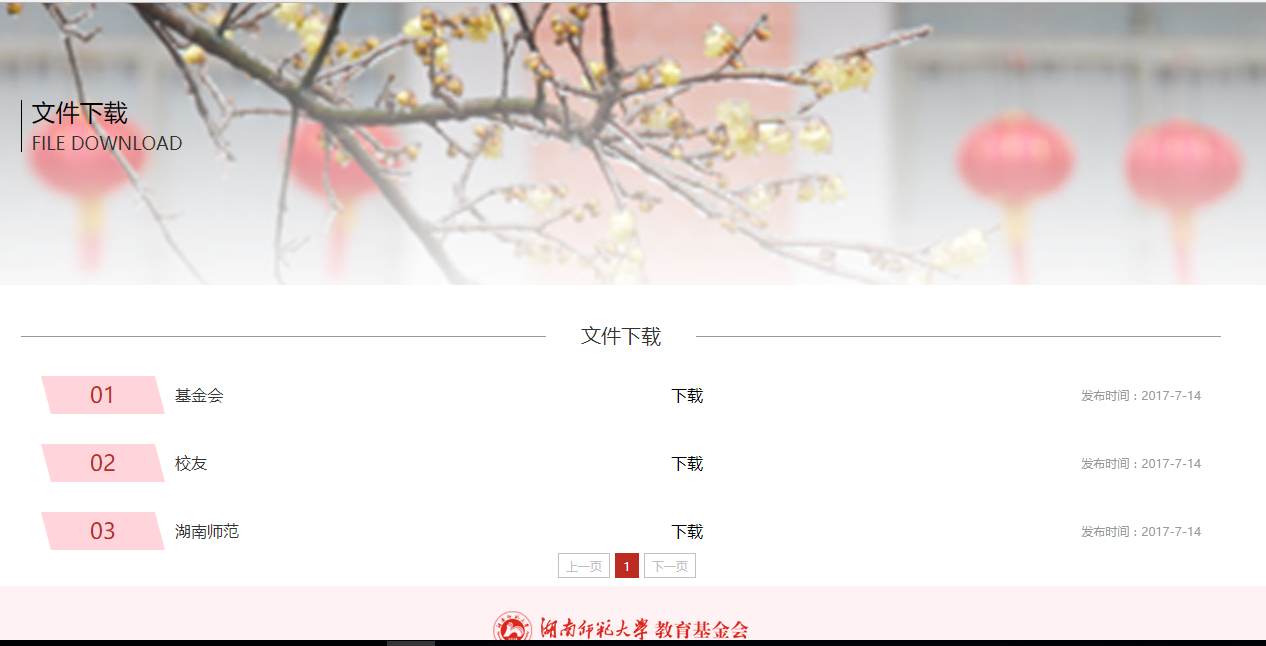 文件下载
FILE DOWNLOAD
文件下载
01 基金会 下载 发布时间：2017-7-14
02 校友 下载 发布时间：2017-7-14
03 湖南师范 下载 发布时间：2017-7-14
上一页 1 下一页
湖南师范大学 教育基金会